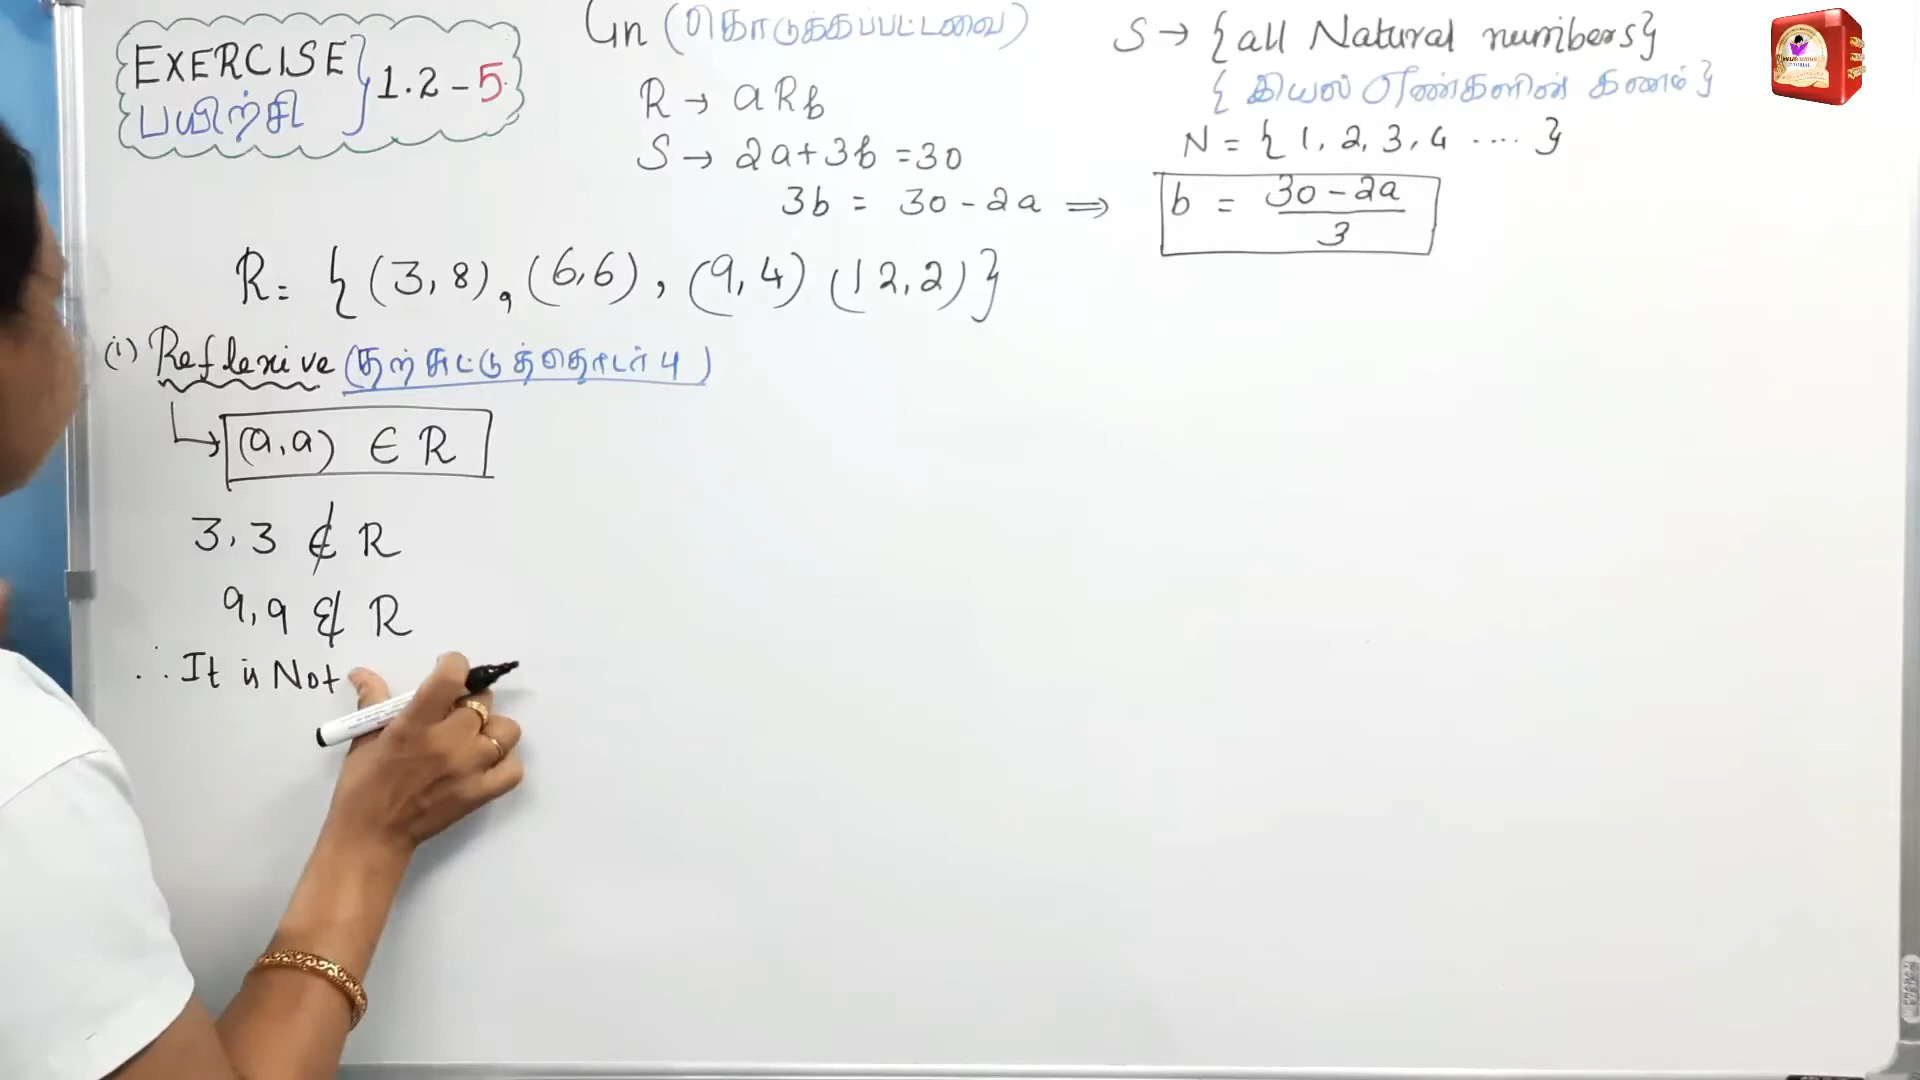 EXERCISE } 1.2 - 5
பயிற்சி
Gn (கொடுக்கப்பட்டவை)
R → a R b
S → 2a + 3b = 30
3b = 30 - 2a ⇒ b = \frac{30 - 2a}{3}
S → {all Natural numbers}
{ இயல் எண்களின் கணம் }
N = { 1, 2, 3, 4 .... }
R = { (3, 8), (6, 6), (9, 4) (12, 2) }
(i) Reflexive (தற்சுட்டுத்தொடர்பு)
(a, a) ∈ R
3, 3 ∉ R
9, 9 ∉ R
∴ It is Not